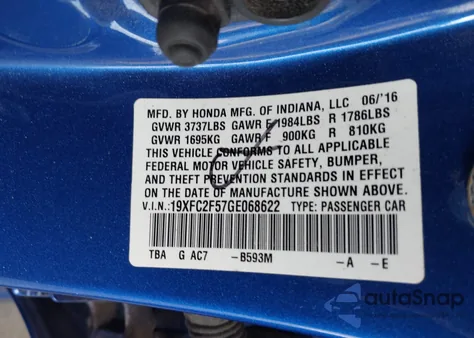 MFD. BY HONDA MFG. OF INDIANA, LLC 06/'16
GVWR 3737LBS GAWR F 1984LBS R 1786LBS
GVWR 1695KG GAWR F 900KG R 810KG
THIS VEHICLE CONFORMS TO ALL APPLICABLE
FEDERAL MOTOR VEHICLE SAFETY, BUMPER,
AND THEFT PREVENTION STANDARDS IN EFFECT
ON THE DATE OF MANUFACTURE SHOWN ABOVE.
V.I.N.:19XFC2F57GE068622 TYPE: PASSENGER CAR
TBA G AC7 -B593M -A -E
autoSnap